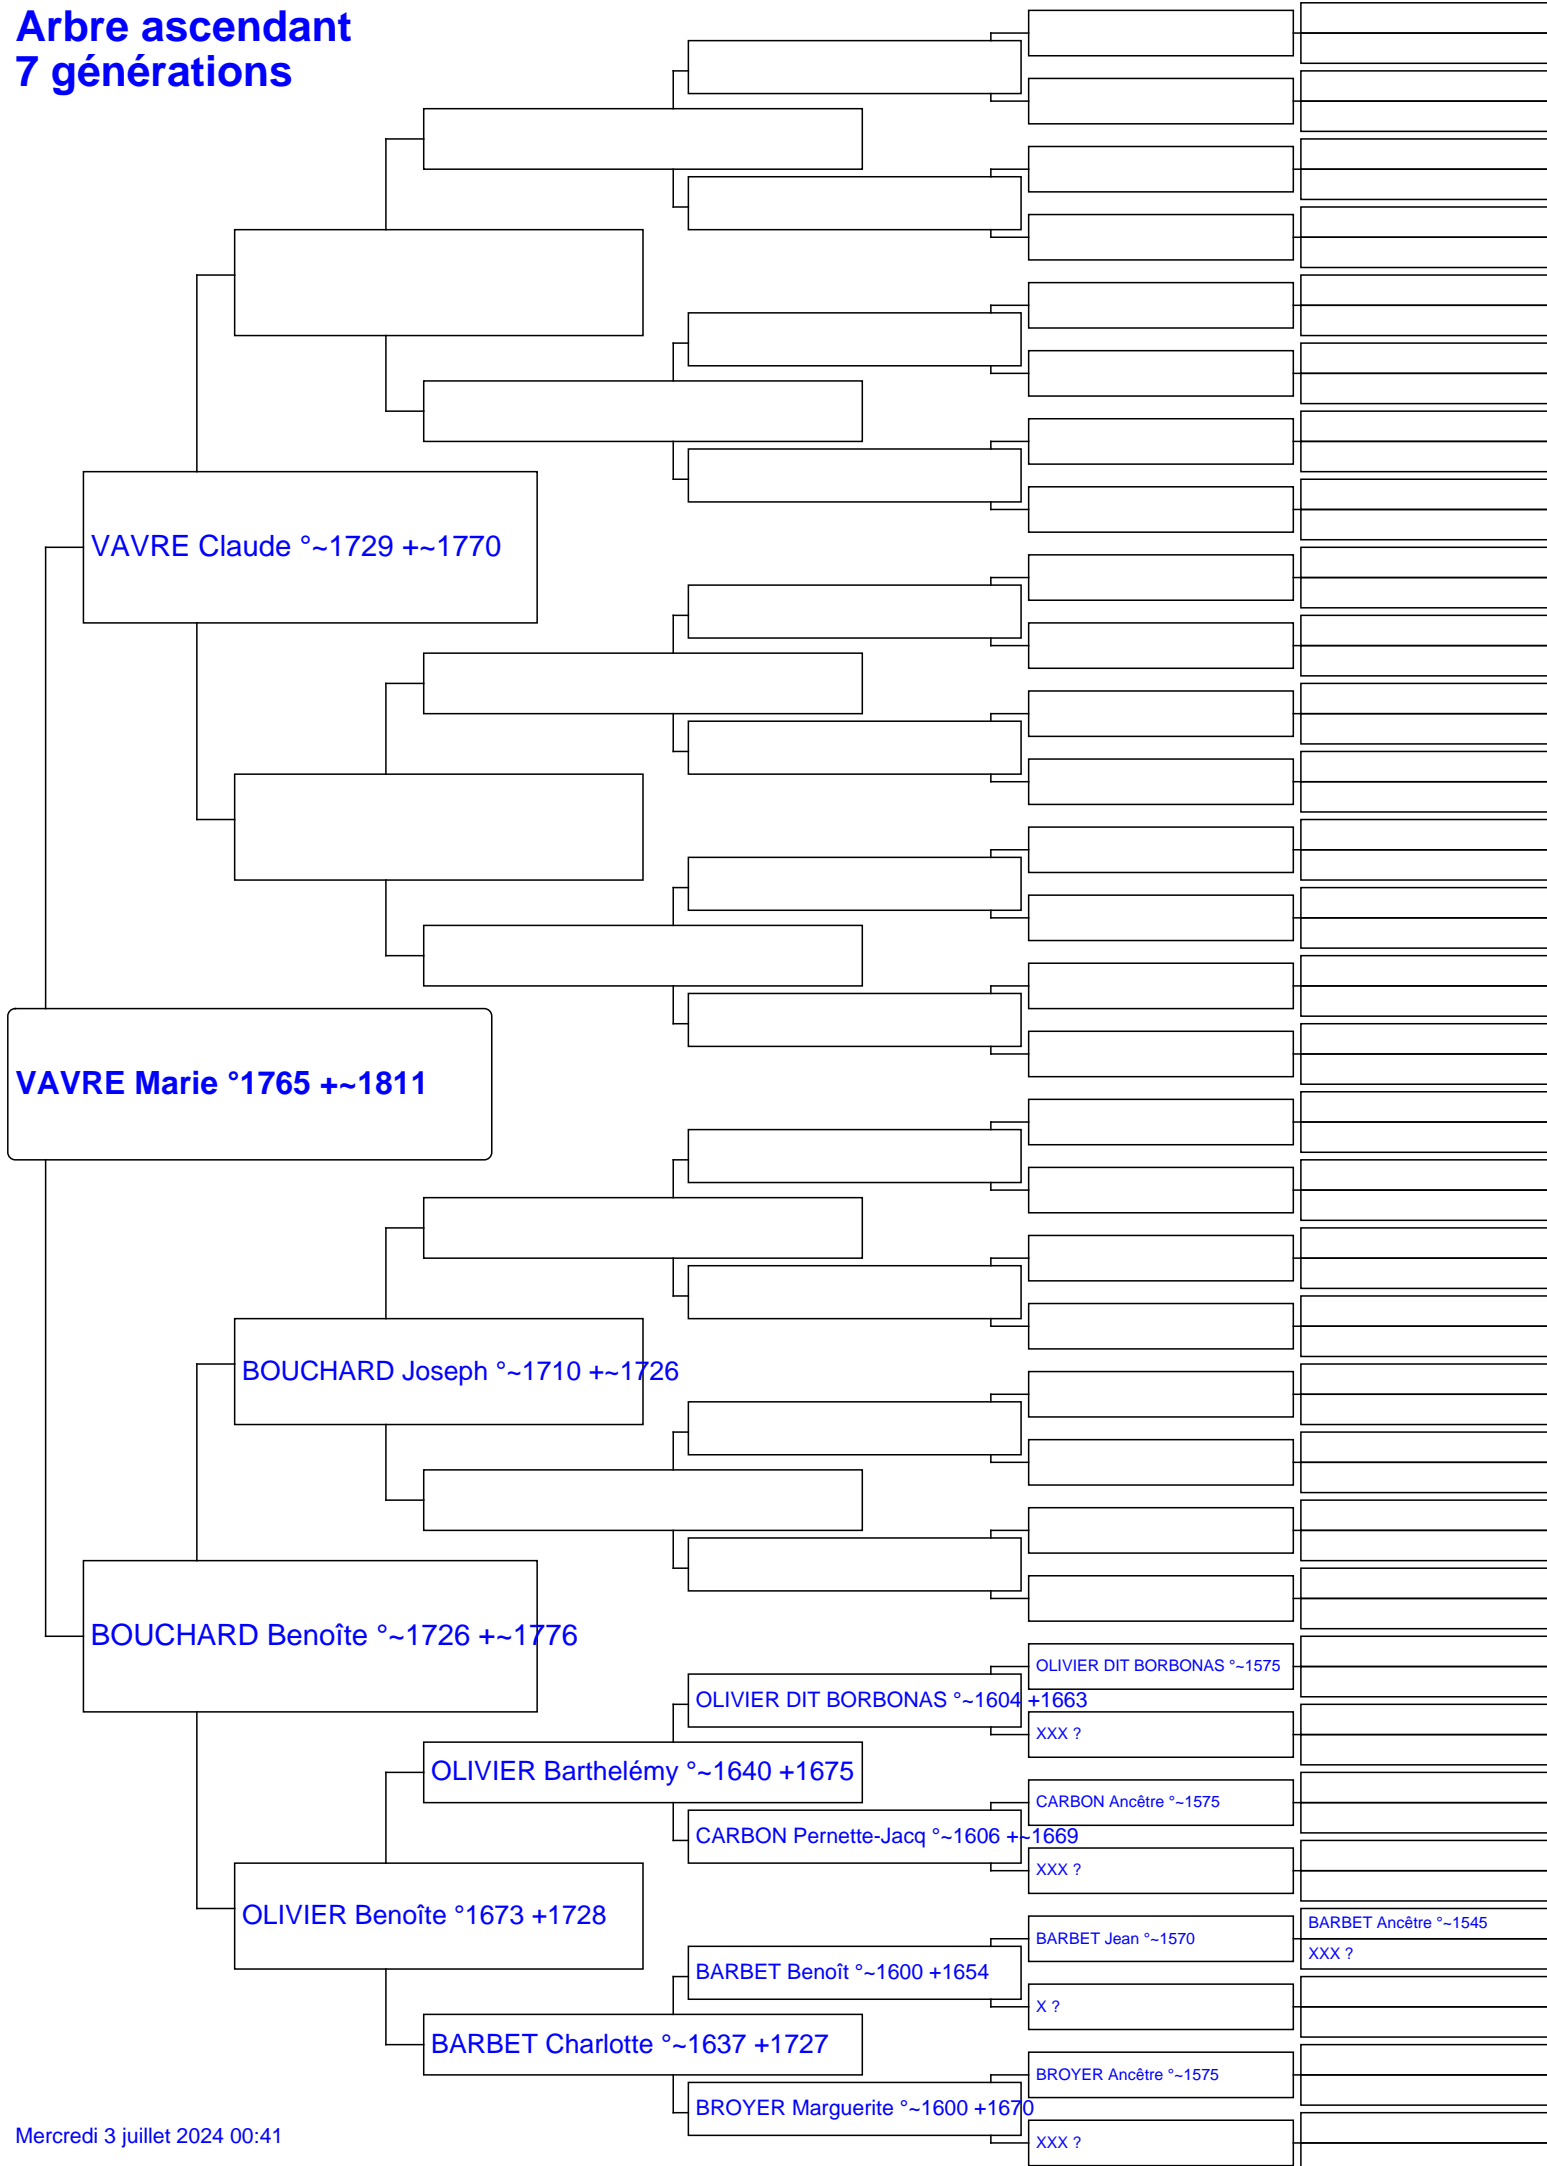 Arbre ascendant
7 générations
VAVRE Claude °~1729 +~1770
VAVRE Marie °1765 +~1811
BOUCHARD Joseph °~1710 +~1726
BOUCHARD Benoîte °~1726 +~1776
OLIVIER DIT BORBONAS °~1575
OLIVIER DIT BORBONAS °~1604 +1663
XXX ?
OLIVIER Barthelémy °~1640 +1675
CARBON Ancêtre °~1575
CARBON Pernette-Jacq °~1606 +~1669
XXX ?
OLIVIER Benoîte °1673 +1728
BARBET Ancêtre °~1545
BARBET Jean °~1570
XXX ?
BARBET Benoît °~1600 +1654
X ?
BARBET Charlotte °~1637 +1727
BROYER Ancêtre °~1575
BROYER Marguerite °~1600 +1670
XXX ?
Mercredi 3 juillet 2024 00:41